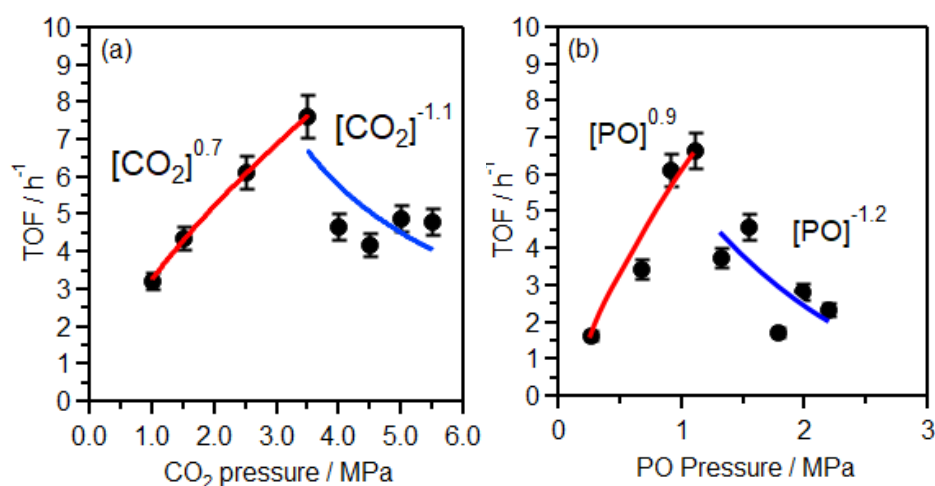 (a)
[CO₂]^0.7
[CO₂]^-1.1
TOF / h⁻¹
10
9
8
7
6
5
4
3
2
1
0
0.0 1.0 2.0 3.0 4.0 5.0 6.0
CO₂ pressure / MPa
(b)
[PO]^0.9
[PO]^-1.2
TOF / h⁻¹
10
9
8
7
6
5
4
3
2
1
0
0 1 2 3
PO Pressure / MPa